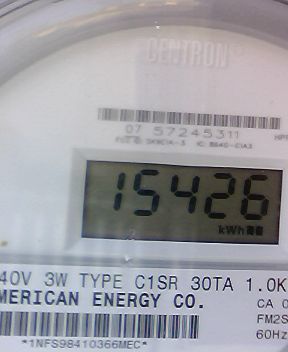 CENTRON®
07 57245311
15426
kWh
40V 3W TYPE C1SR 30TA 1.0K
MERICAN ENERGY CO.
CA 0
FM2S
60Hz
*1NFS98410366MEC*